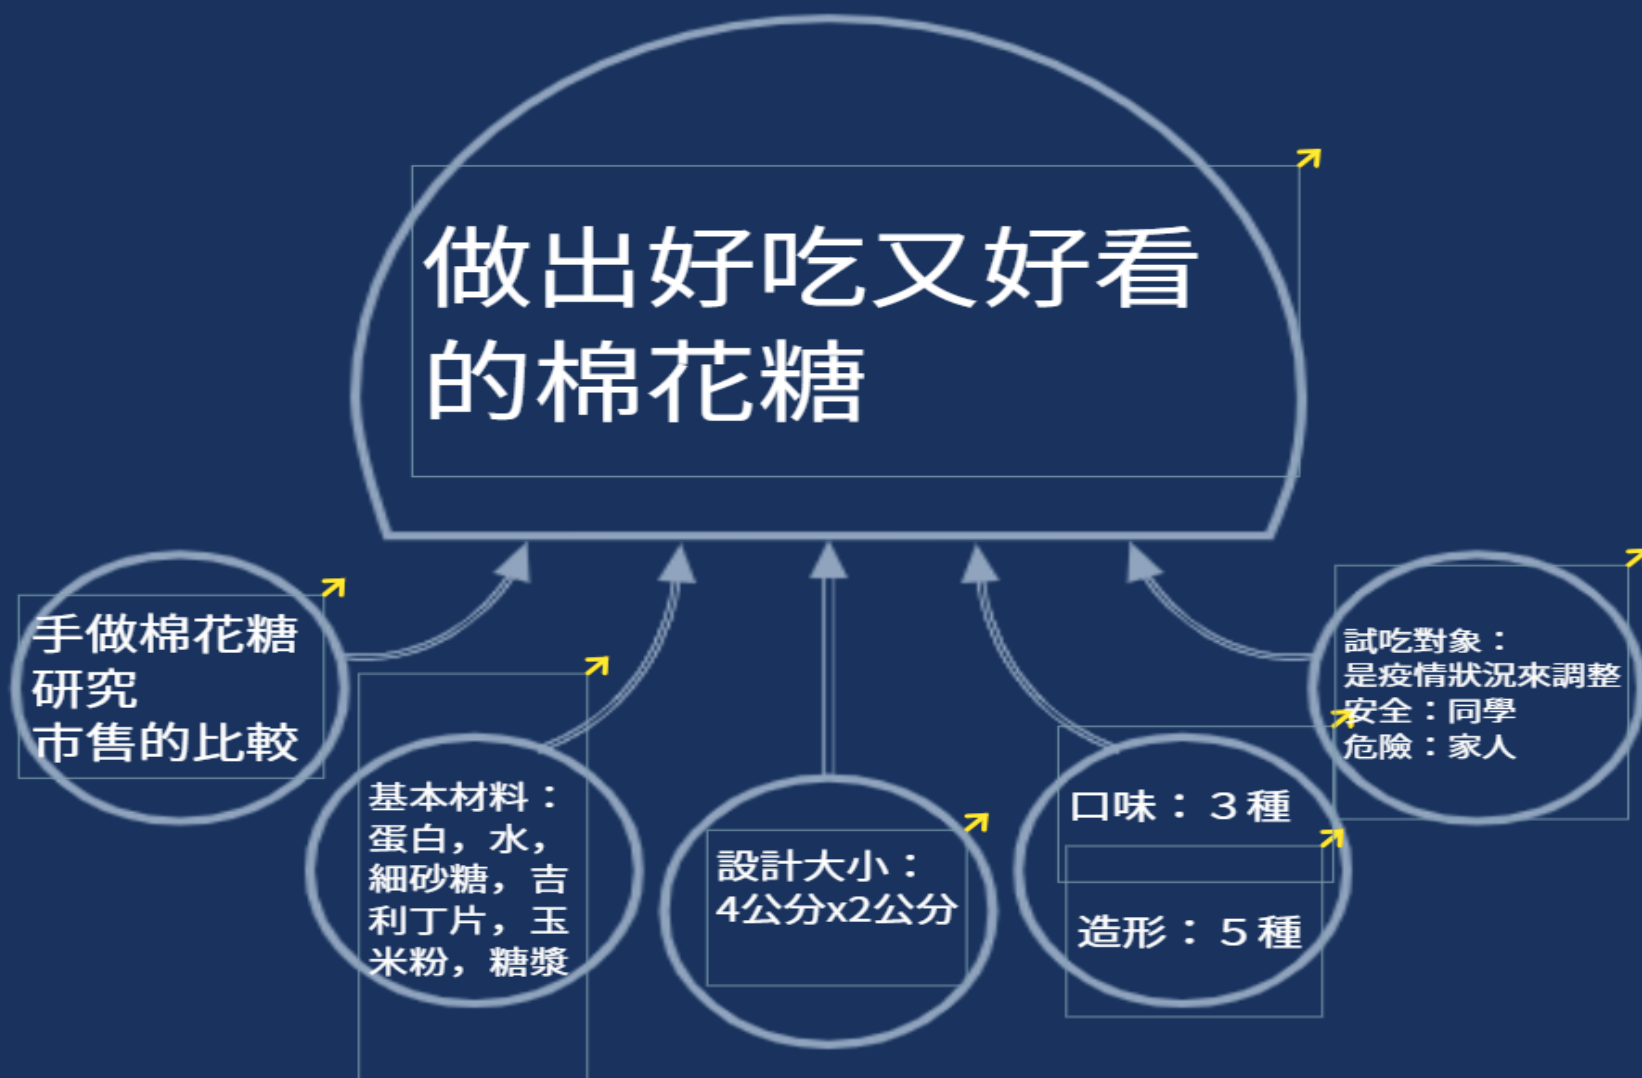 做出好吃又好看
的棉花糖
手做棉花糖
研究
市售的比較
基本材料：
蛋白，水，
細砂糖，吉
利丁片，玉
米粉，糖漿
設計大小：
4公分x2公分
口味：３種
造形：５種
試吃對象：
是疫情狀況來調整
安全：同學
危險：家人